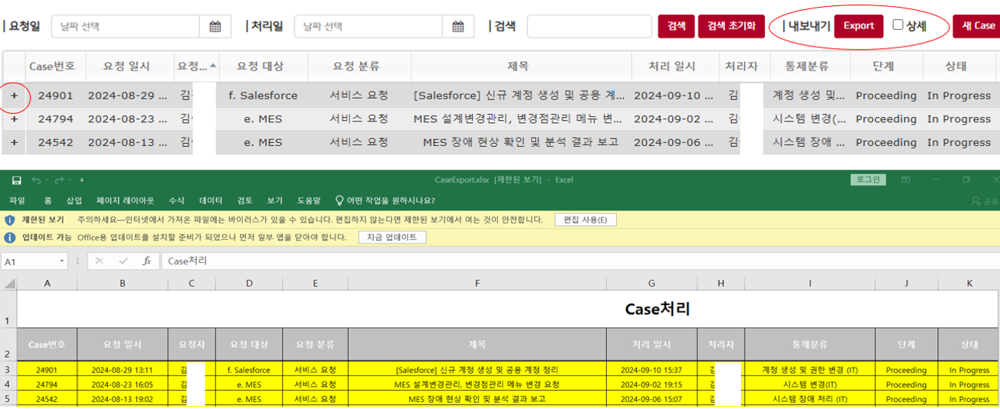 | 요청일 날짜 선택 | 처리일 날짜 선택 | 검색 검색 검색 초기화 | 내보내기 Export 상세 새 Case
Case번호 요청 일시 요청... 요청 대상 요청 분류 제목 처리 일시 처리자 통제분류 단계 상태
+ 24901 2024-08-29 ... 김 f. Salesforce 서비스 요청 [Salesforce] 신규 계정 생성 및 공용 계... 2024-09-10 ... 김 계정 생성 및... Proceeding In Progress
+ 24794 2024-08-23 ... 김 e. MES 서비스 요청 MES 설계변경관리, 변경점관리 메뉴 변... 2024-09-02 ... 김 시스템 변경(... Proceeding In Progress
+ 24542 2024-08-13 ... 김 e. MES 서비스 요청 MES 장애 현상 확인 및 분석 결과 보고 2024-09-06 ... 김 시스템 장애 ... Proceeding In Progress
CaseExport.xlsx [제한된 보기] - Excel 로그인
파일 홈 삽입 페이지 레이아웃 수식 데이터 검토 보기 도움말 어떤 작업을 원하시나요? 공유
제한된 보기 주의하세요—인터넷에서 가져온 파일에는 바이러스가 있을 수 있습니다. 편집하지 않는다면 제한된 보기에서 여는 것이 안전합니다. 편집 사용(E)
업데이트 가능 Office용 업데이트를 설치할 준비가 되었으나 먼저 일부 앱을 닫아야 합니다. 지금 업데이트
A1 fx Case처리
A B C D E F G H I J K
1 Case처리
2 Case번호 요청 일시 요청자 요청 대상 요청 분류 제목 처리 일시 처리자 통제분류 단계 상태
3 24901 2024-08-29 13:11 김 f. Salesforce 서비스 요청 [Salesforce] 신규 계정 생성 및 공용 계정 정리 2024-09-10 15:37 김 계정 생성 및 권한 변경 (IT) Proceeding In Progress
4 24794 2024-08-23 16:05 김 e. MES 서비스 요청 MES 설계변경관리, 변경점관리 메뉴 변경 요청 2024-09-02 19:15 김 시스템 변경(IT) Proceeding In Progress
5 24542 2024-08-13 19:02 김 e. MES 서비스 요청 MES 장애 현상 확인 및 분석 결과 보고 2024-09-06 15:07 김 시스템 장애 처리 (IT) Proceeding In Progress